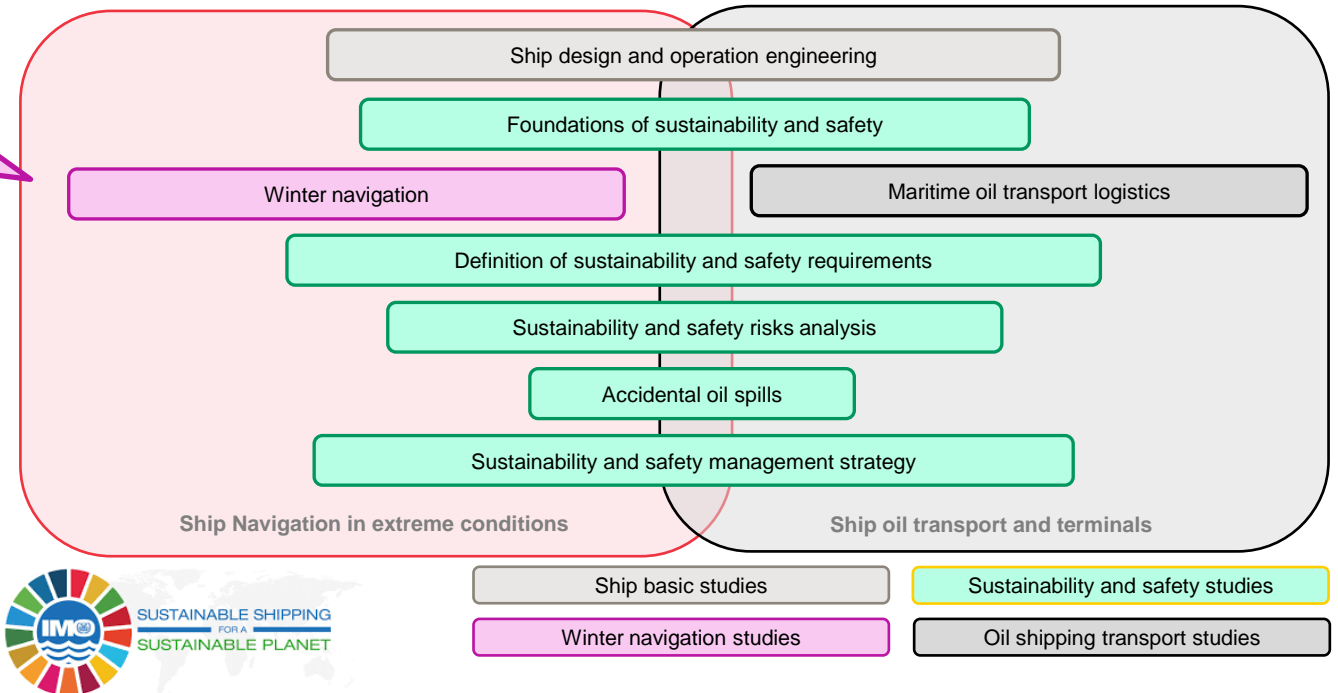 Ship design and operation engineering
Foundations of sustainability and safety
Winter navigation
Maritime oil transport logistics
Definition of sustainability and safety requirements
Sustainability and safety risks analysis
Accidental oil spills
Sustainability and safety management strategy
Ship Navigation in extreme conditions
Ship oil transport and terminals
Ship basic studies
Sustainability and safety studies
Winter navigation studies
Oil shipping transport studies
IMO
SUSTAINABLE SHIPPING
FOR A
SUSTAINABLE PLANET